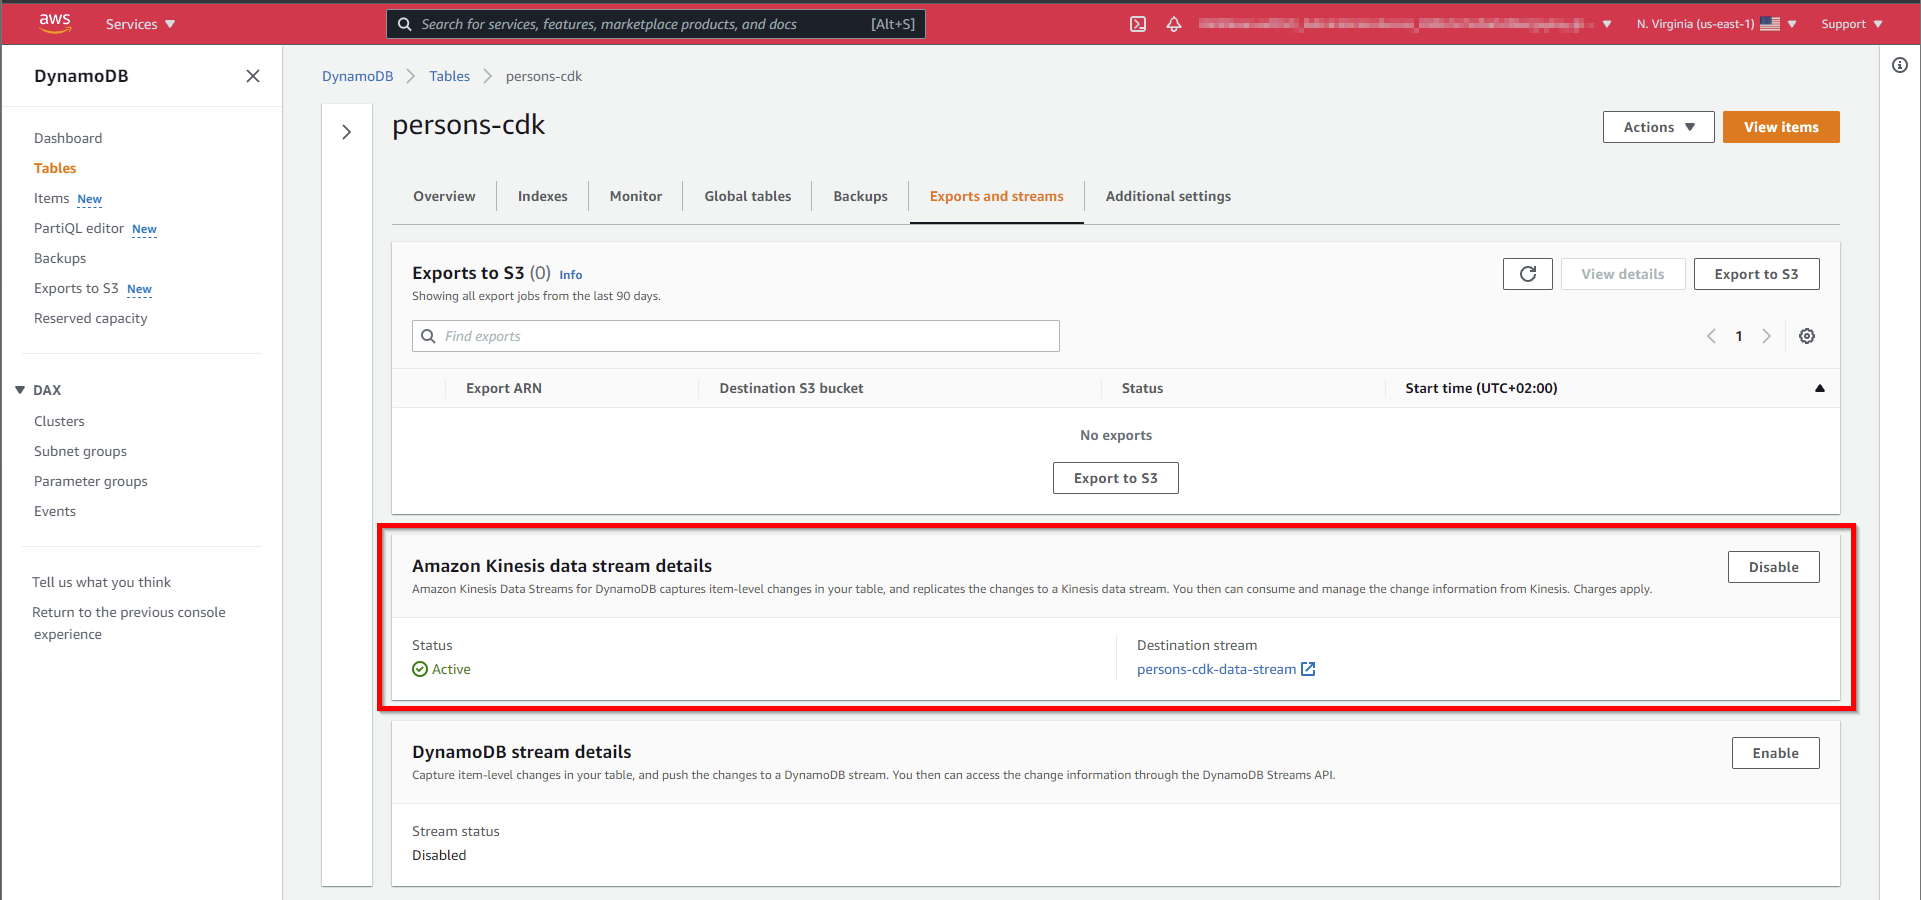 aws
Services
Search for services, features, marketplace products, and docs [Alt+S]
N. Virginia (us-east-1)
Support
DynamoDB
Dashboard
Tables
Items New
PartiQL editor New
Backups
Exports to S3 New
Reserved capacity
DAX
Clusters
Subnet groups
Parameter groups
Events
Tell us what you think
Return to the previous console
experience
DynamoDB Tables persons-cdk
persons-cdk
Actions View items
Overview Indexes Monitor Global tables Backups Exports and streams Additional settings
Exports to S3 (0) Info
Showing all export jobs from the last 90 days.
View details Export to S3
Find exports
1
Export ARN Destination S3 bucket Status Start time (UTC+02:00)
No exports
Export to S3
Amazon Kinesis data stream details
Amazon Kinesis Data Streams for DynamoDB captures item-level changes in your table, and replicates the changes to a Kinesis data stream. You then can consume and manage the change information from Kinesis. Charges apply.
Disable
Status
Active
Destination stream
persons-cdk-data-stream
DynamoDB stream details
Capture item-level changes in your table, and push the changes to a DynamoDB stream. You then can access the change information through the DynamoDB Streams API.
Enable
Stream status
Disabled